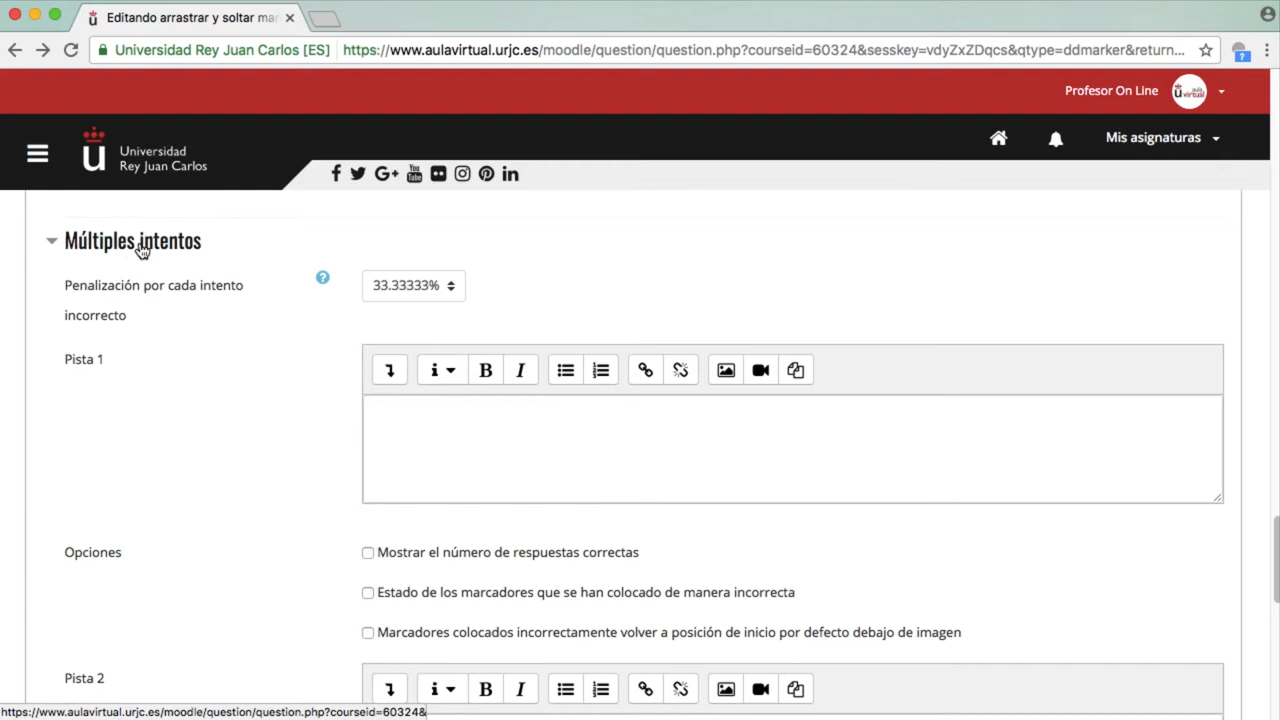 Editando arrastrar y soltar mar
Universidad Rey Juan Carlos [ES]
https://www.aulavirtual.urjc.es/moodle/question/question.php?courseid=60324&sesskey=vdyZxZDqcs&qtype=ddmarker&return...
Profesor On Line
aula
virtual
Universidad
Rey Juan Carlos
Mis asignaturas
Múltiples intentos
Penalización por cada intento
incorrecto
33.33333%
Pista 1
Opciones
Mostrar el número de respuestas correctas
Estado de los marcadores que se han colocado de manera incorrecta
Marcadores colocados incorrectamente volver a posición de inicio por defecto debajo de imagen
Pista 2
https://www.aulavirtual.urjc.es/moodle/question/question.php?courseid=60324&